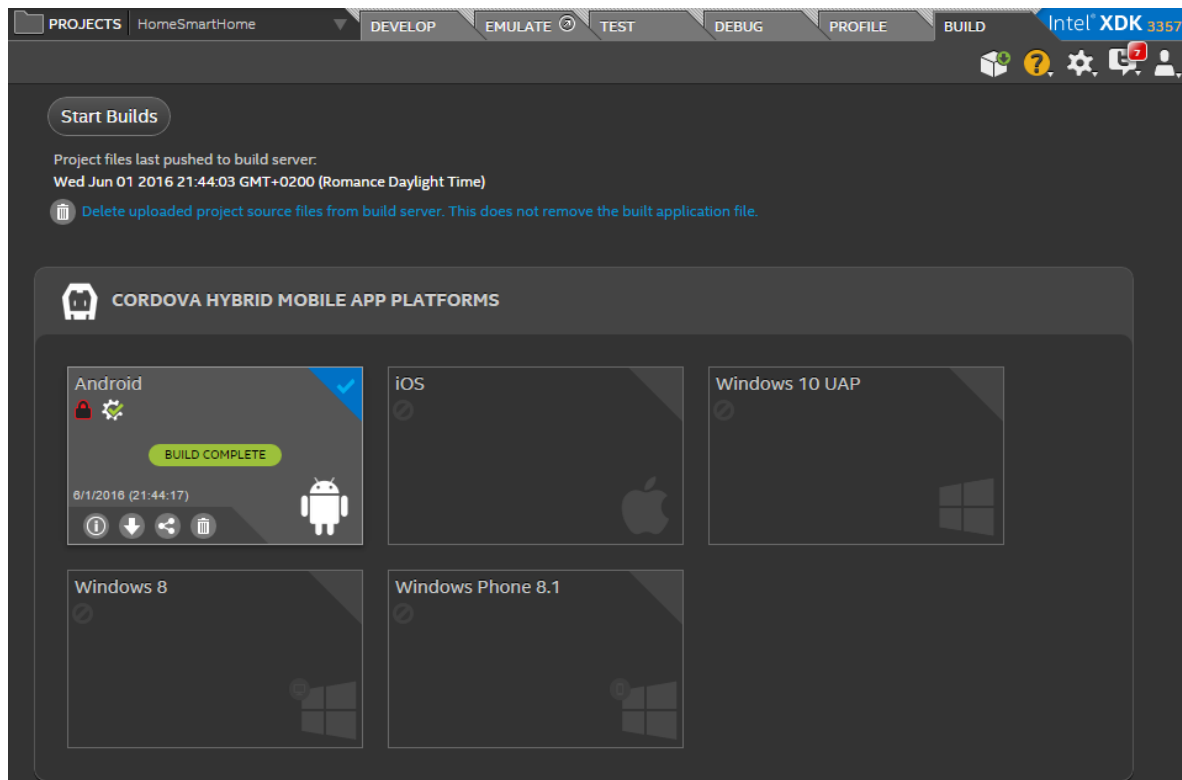 PROJECTS HomeSmartHome DEVELOP EMULATE TEST DEBUG PROFILE BUILD Intel® XDK 3357
7
Start Builds
Project files last pushed to build server:
Wed Jun 01 2016 21:44:03 GMT+0200 (Romance Daylight Time)
Delete uploaded project source files from build server. This does not remove the built application file.
CORDOVA HYBRID MOBILE APP PLATFORMS
Android
BUILD COMPLETE
6/1/2016 (21:44:17)
iOS
Windows 10 UAP
Windows 8
Windows Phone 8.1